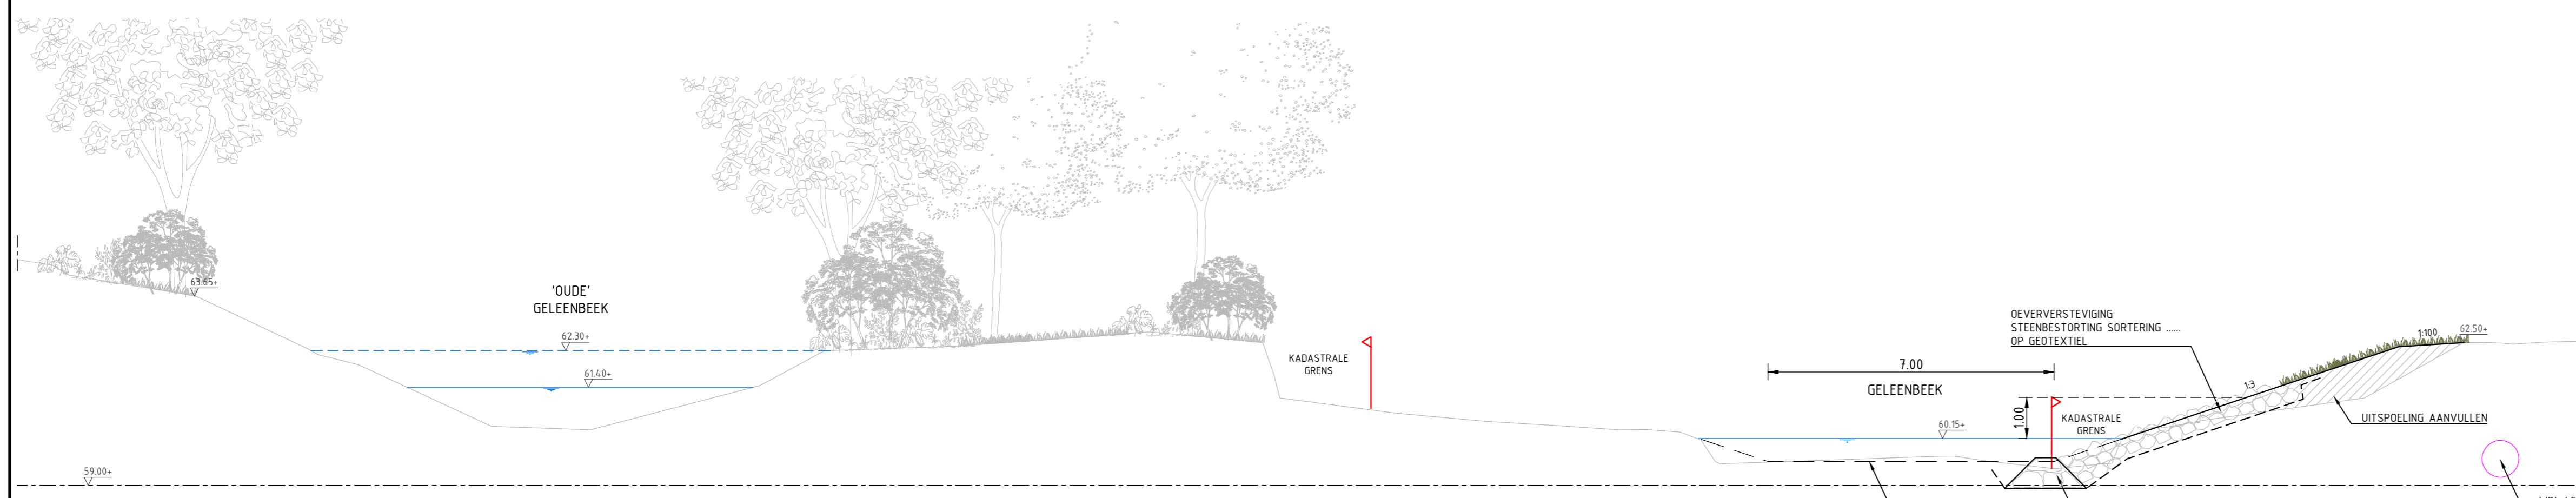 63.65+
'OUDE'
GELEENBEEK
62.30+
61.40+
59.00+
KADASTRALE
GRENS
7.00
GELEENBEEK
1.00
60.15+
KADASTRALE
GRENS
OEVERVERSTEVIGING
STEENBESTORTING SORTERING ......
OP GEOTEXTIEL
1:3
1:100
62.50+
UITSPOELING AANVULLEN